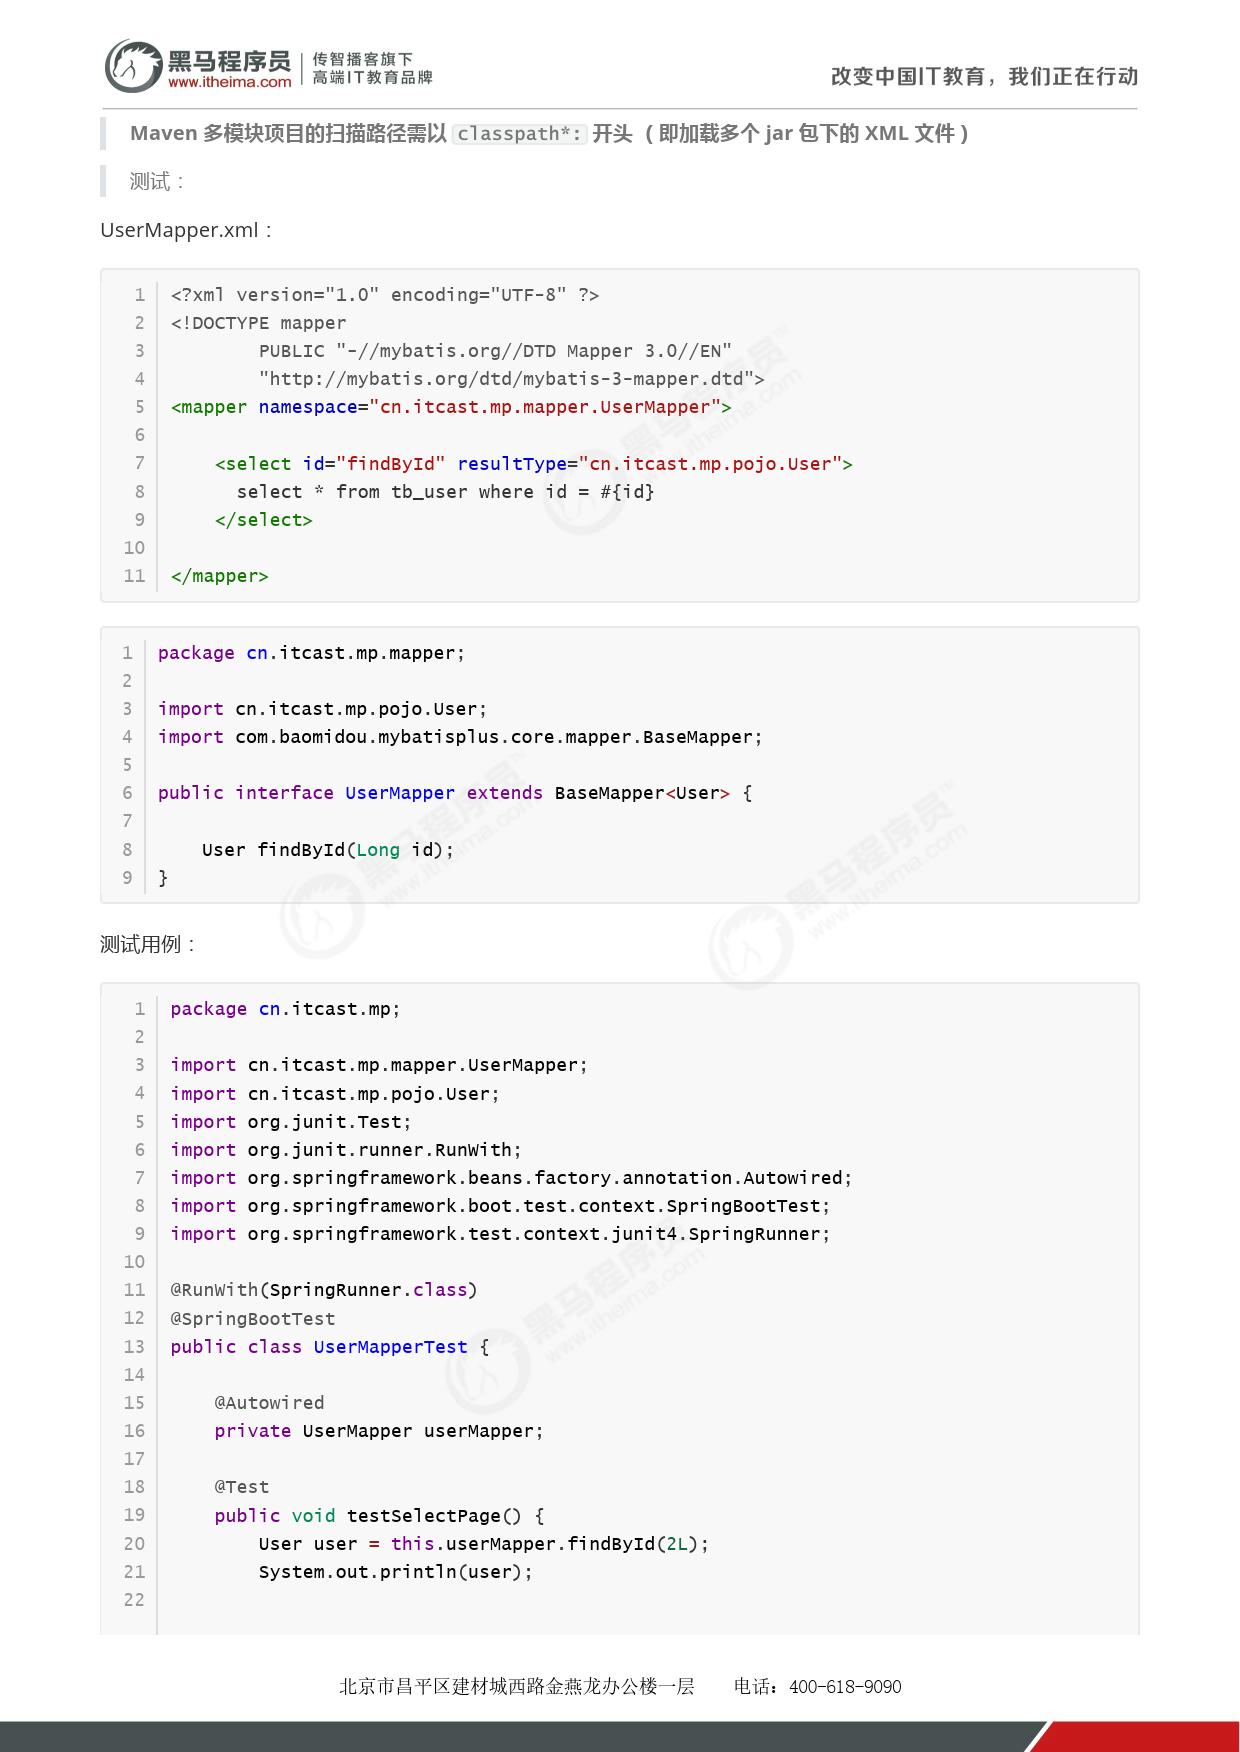 黑马程序员
www.itheima.com
传智播客旗下
高端IT教育品牌
改变中国IT教育，我们正在行动
Maven 多模块项目的扫描路径需以 classpath*: 开头 （即加载多个 jar 包下的 XML 文件）
测试：
UserMapper.xml：
1 <?xml version="1.0" encoding="UTF-8" ?>
2 <!DOCTYPE mapper
3         PUBLIC "-//mybatis.org//DTD Mapper 3.0//EN"
4         "http://mybatis.org/dtd/mybatis-3-mapper.dtd">
5 <mapper namespace="cn.itcast.mp.mapper.UserMapper">
6
7     <select id="findById" resultType="cn.itcast.mp.pojo.User">
8       select * from tb_user where id = #{id}
9     </select>
10
11 </mapper>
1 package cn.itcast.mp.mapper;
2
3 import cn.itcast.mp.pojo.User;
4 import com.baomidou.mybatisplus.core.mapper.BaseMapper;
5
6 public interface UserMapper extends BaseMapper<User> {
7
8     User findById(Long id);
9 }
测试用例：
1 package cn.itcast.mp;
2
3 import cn.itcast.mp.mapper.UserMapper;
4 import cn.itcast.mp.pojo.User;
5 import org.junit.Test;
6 import org.junit.runner.RunWith;
7 import org.springframework.beans.factory.annotation.Autowired;
8 import org.springframework.boot.test.context.SpringBootTest;
9 import org.springframework.test.context.junit4.SpringRunner;
10
11 @RunWith(SpringRunner.class)
12 @SpringBootTest
13 public class UserMapperTest {
14
15     @Autowired
16     private UserMapper userMapper;
17
18     @Test
19     public void testSelectPage() {
20         User user = this.userMapper.findById(2L);
21         System.out.println(user);
22
北京市昌平区建材城西路金燕龙办公楼一层 电话：400-618-9090